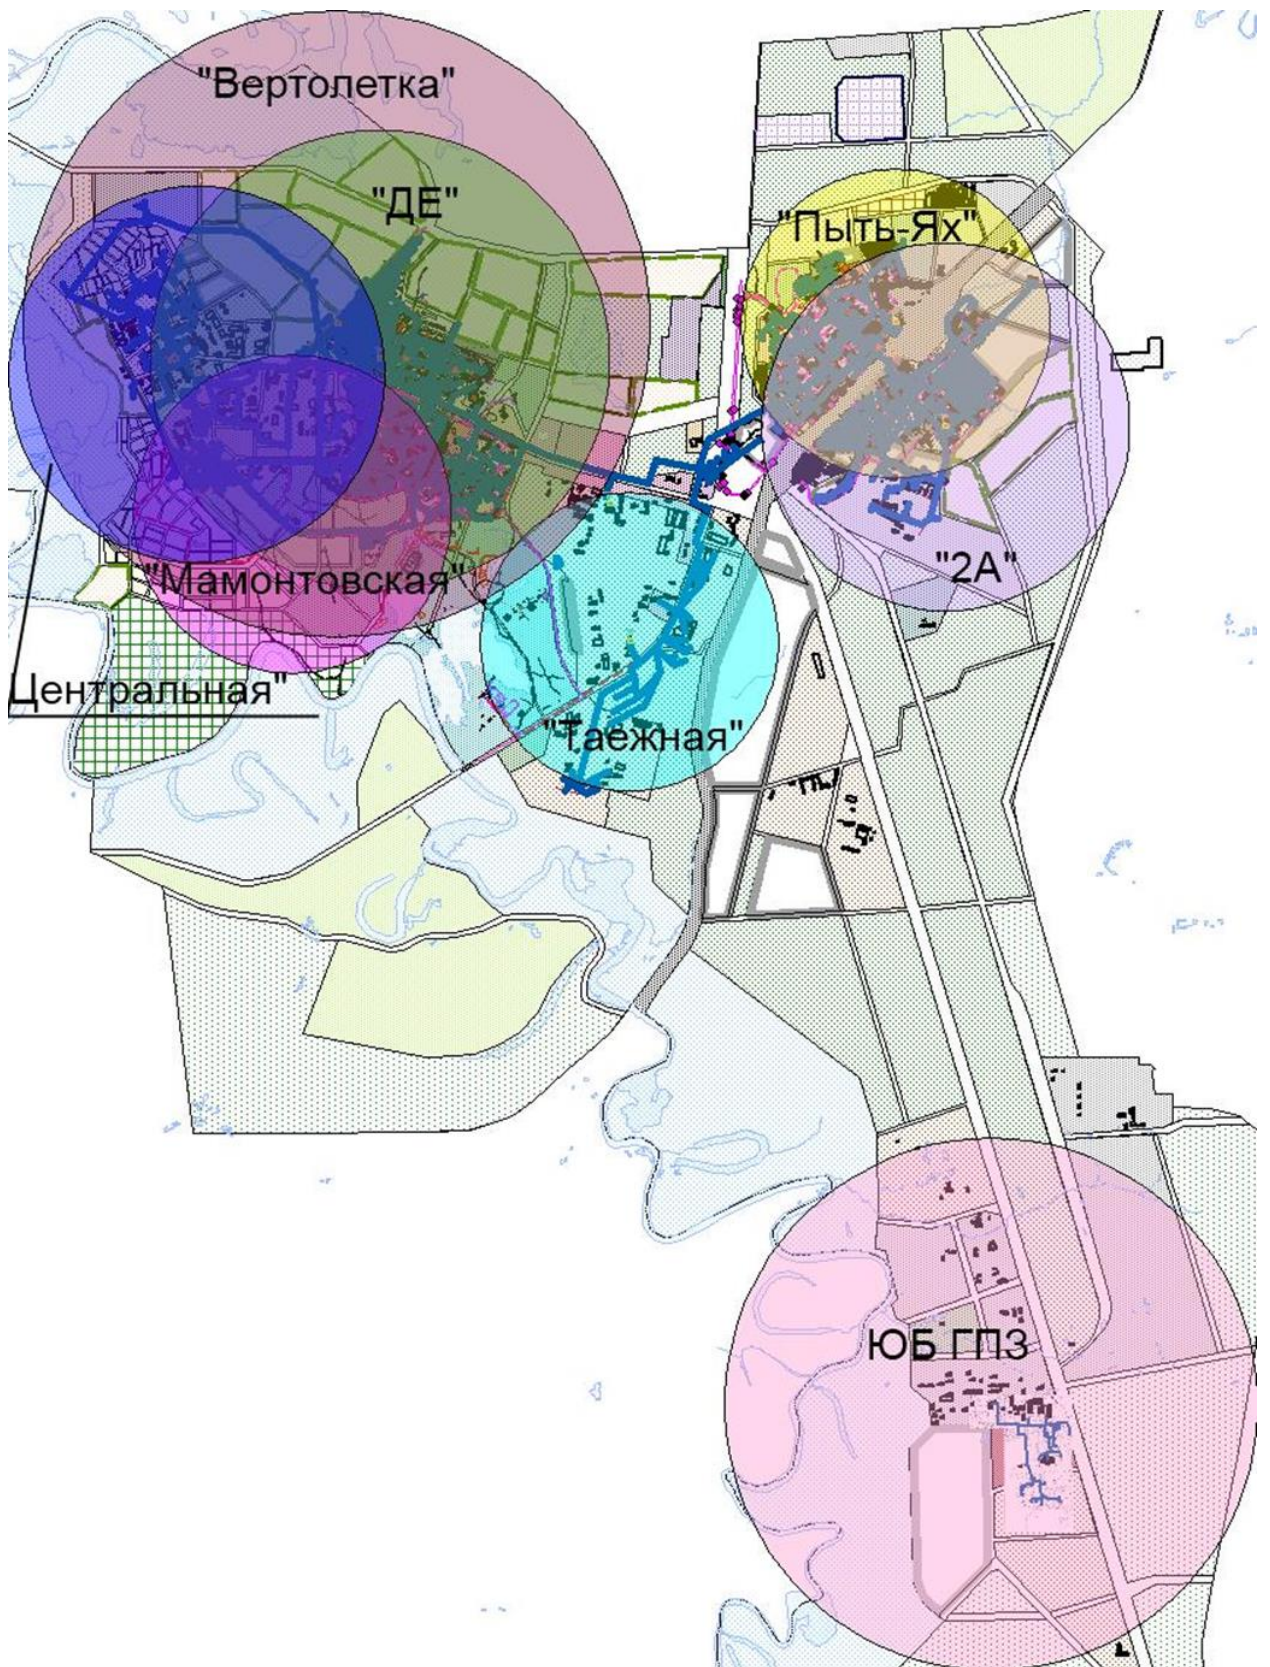 "Вертолетка"
"ДЕ"
"Пыть-Ях"
"2А"
"Мамонтовская"
Центральная"
"Таежная"
ЮБ ГПЗ